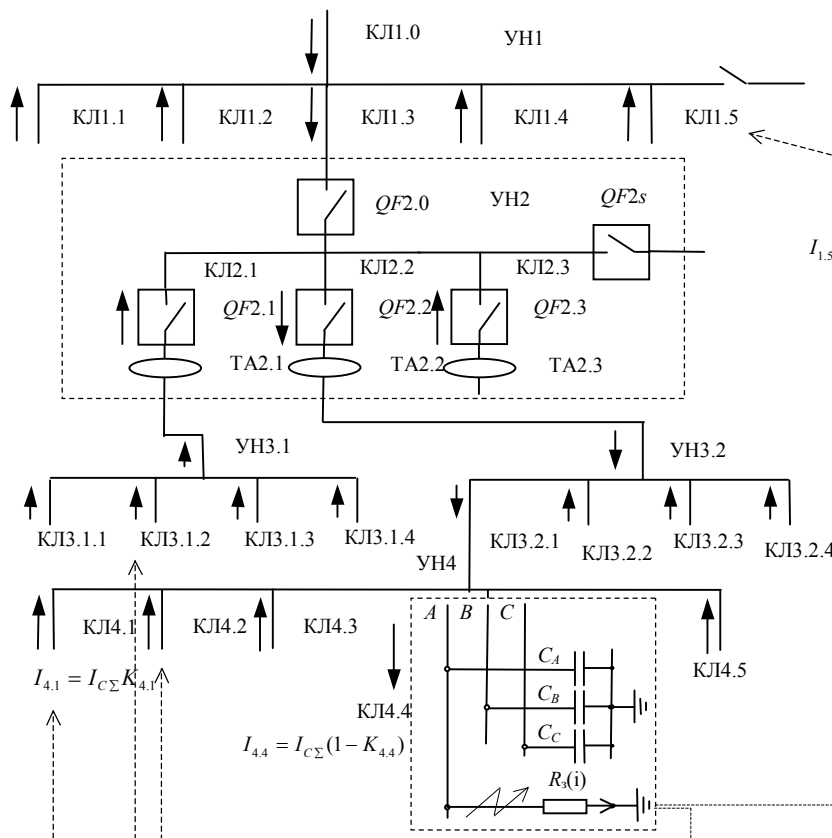 КЛ1.0
УН1
КЛ1.1
КЛ1.2
КЛ1.3
КЛ1.4
КЛ1.5
QF2.0
УН2
QF2s
I1.5
КЛ2.1
КЛ2.2
КЛ2.3
QF2.1
QF2.2
QF2.3
ТА2.1
ТА2.2
ТА2.3
УН3.1
УН3.2
КЛ3.1.1
КЛ3.1.2
КЛ3.1.3
КЛ3.1.4
КЛ3.2.1
КЛ3.2.2
КЛ3.2.3
КЛ3.2.4
УН4
A B C
КЛ4.1
КЛ4.2
КЛ4.3
КЛ4.5
I4.1 = ICΣK4.1
CA
CB
КЛ4.4
CC
I4.4 = ICΣ(1 − K4.4)
Rз(i)